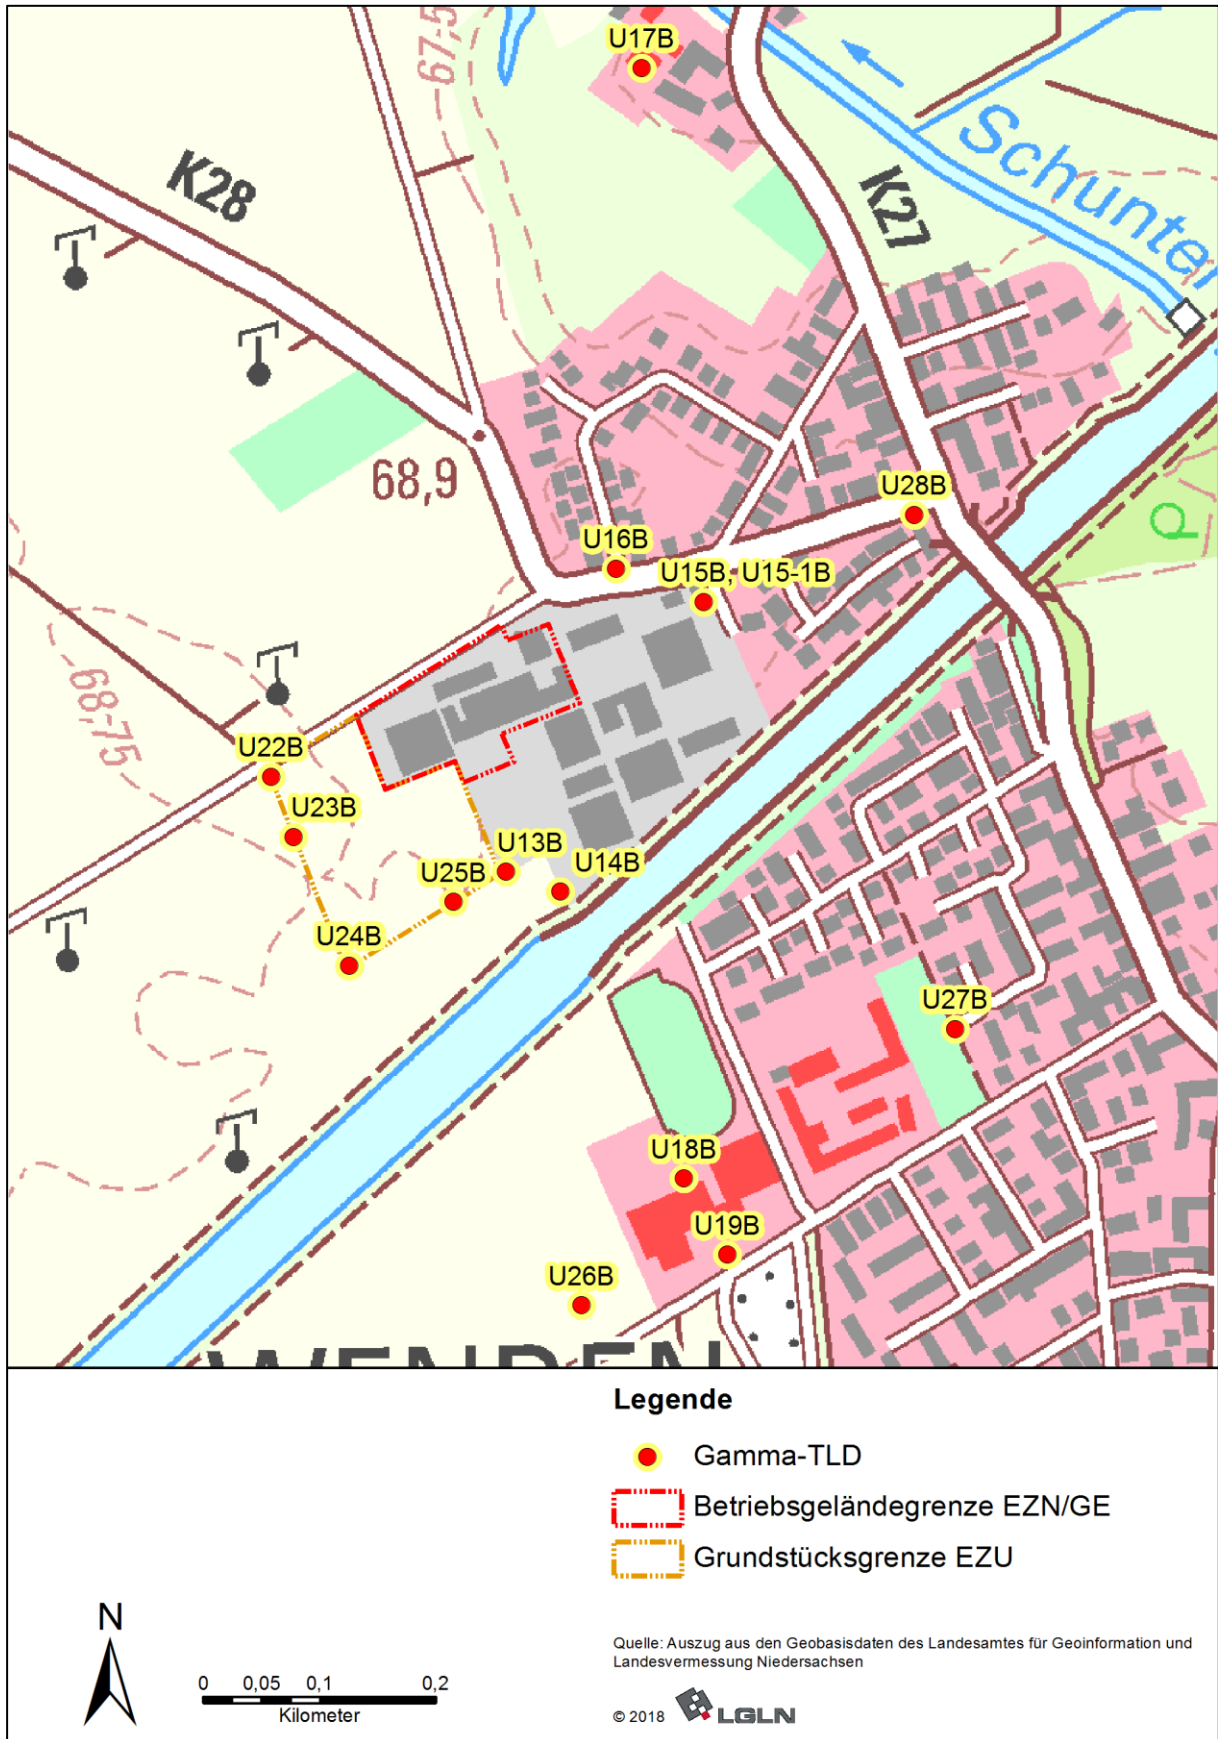 U17B
67,5
K28
K27
Schunter
68,9
U28B
U16B
U15B, U15-1B
68,75
U22B
U23B
U13B
U14B
U25B
U24B
U27B
U18B
U19B
U26B
WENDEN
Legende
Gamma-TLD
Betriebsgeländegrenze EZN/GE
Grundstücksgrenze EZU
N
0 0,05 0,1 0,2
Kilometer
Quelle: Auszug aus den Geobasisdaten des Landesamtes für Geoinformation und
Landesvermessung Niedersachsen
© 2018 LGLN